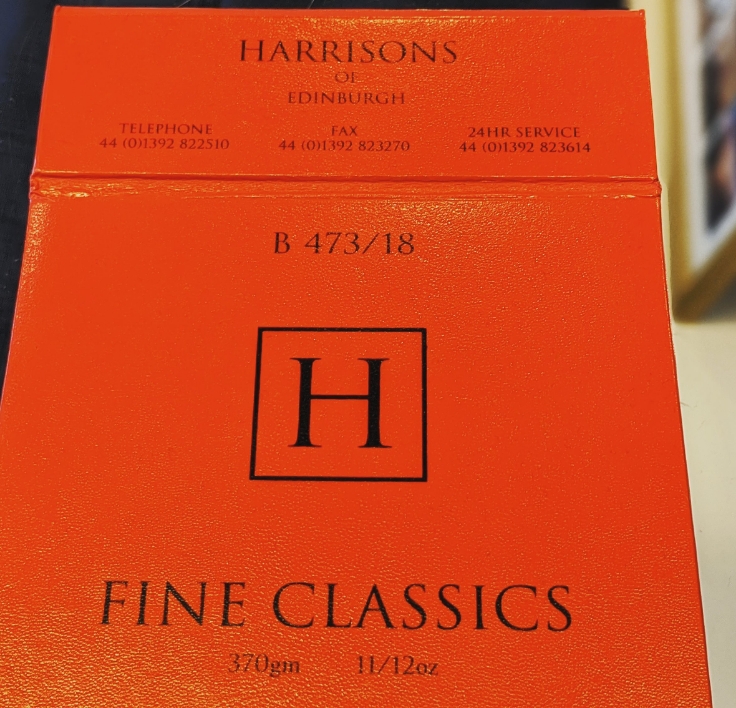 HARRISONS
OF
EDINBURGH
TELEPHONE FAX 24HR SERVICE
44 (0)1392 822510 44 (0)1392 823270 44 (0)1392 823614
B 473/18
H
FINE CLASSICS
370gm 11/12oz